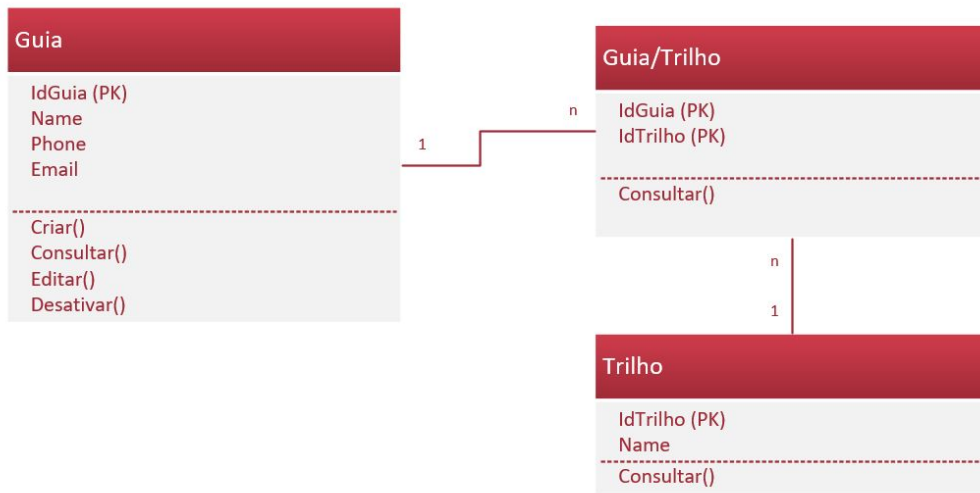 Guia
IdGuia (PK)
Name
Phone
Email
Criar()
Consultar()
Editar()
Desativar()
1
n
Guia/Trilho
IdGuia (PK)
IdTrilho (PK)
Consultar()
n
1
Trilho
IdTrilho (PK)
Name
Consultar()